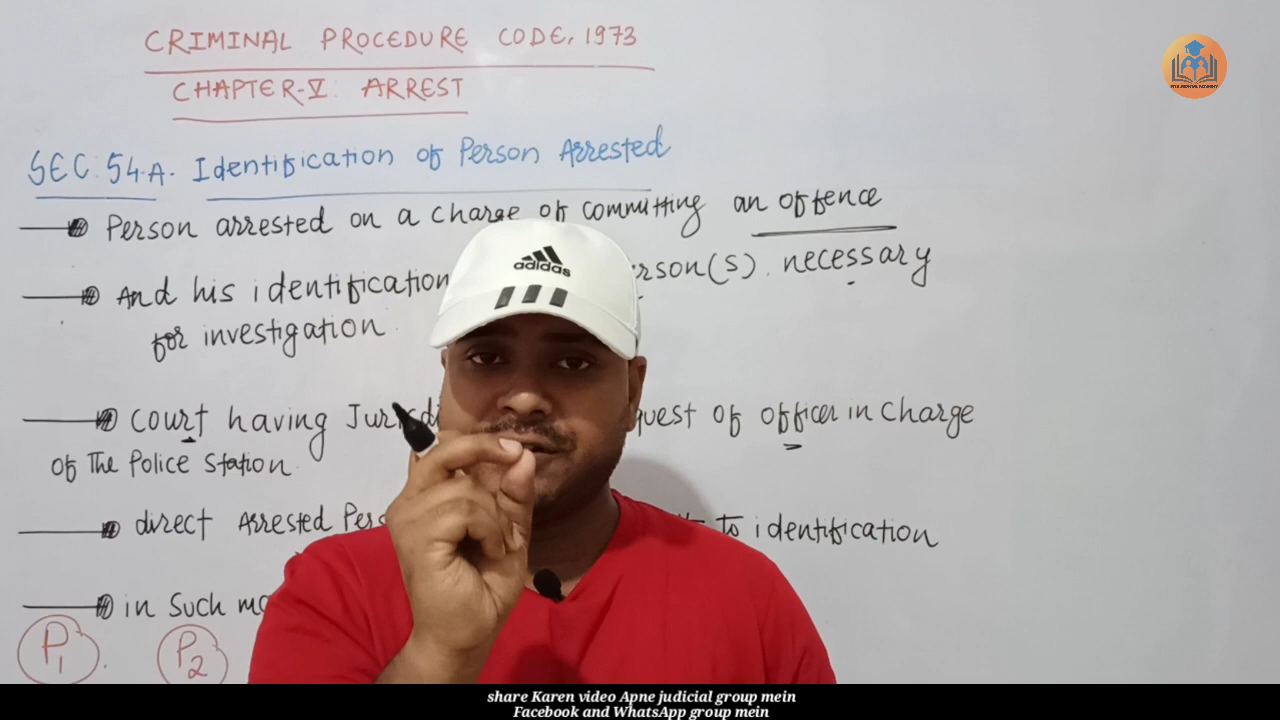 CRIMINAL PROCEDURE CODE, 1973
CHAPTER-V: ARREST
SEC. 54-A. Identification of Person Arrested
Person arrested on a charge of committing an offence
And his identification person(s). necessary
for investigation
Court having quest of officer in charge
of The Police Station
direct Arrested to identification
in Such
P1 P2
adidas
share Karen video Apne judicial group mein
Facebook and WhatsApp group mein